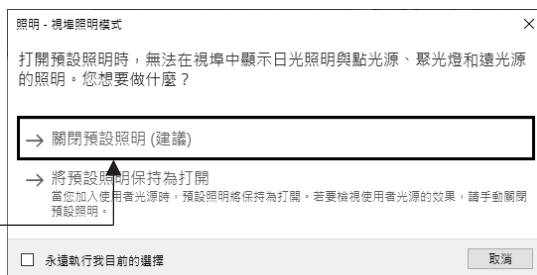 照明 - 視埠照明模式
打開預設照明時，無法在視埠中顯示日光照明與點光源、聚光燈和遠光源
的照明。您想要做什麼？
→ 關閉預設照明 (建議)
→ 將預設照明保持為打開
當您加入使用者光源時，預設照明將保持為打開。若要檢視使用者光源的效果，請手動關閉
預設照明。
永遠執行我目前的選擇
取消